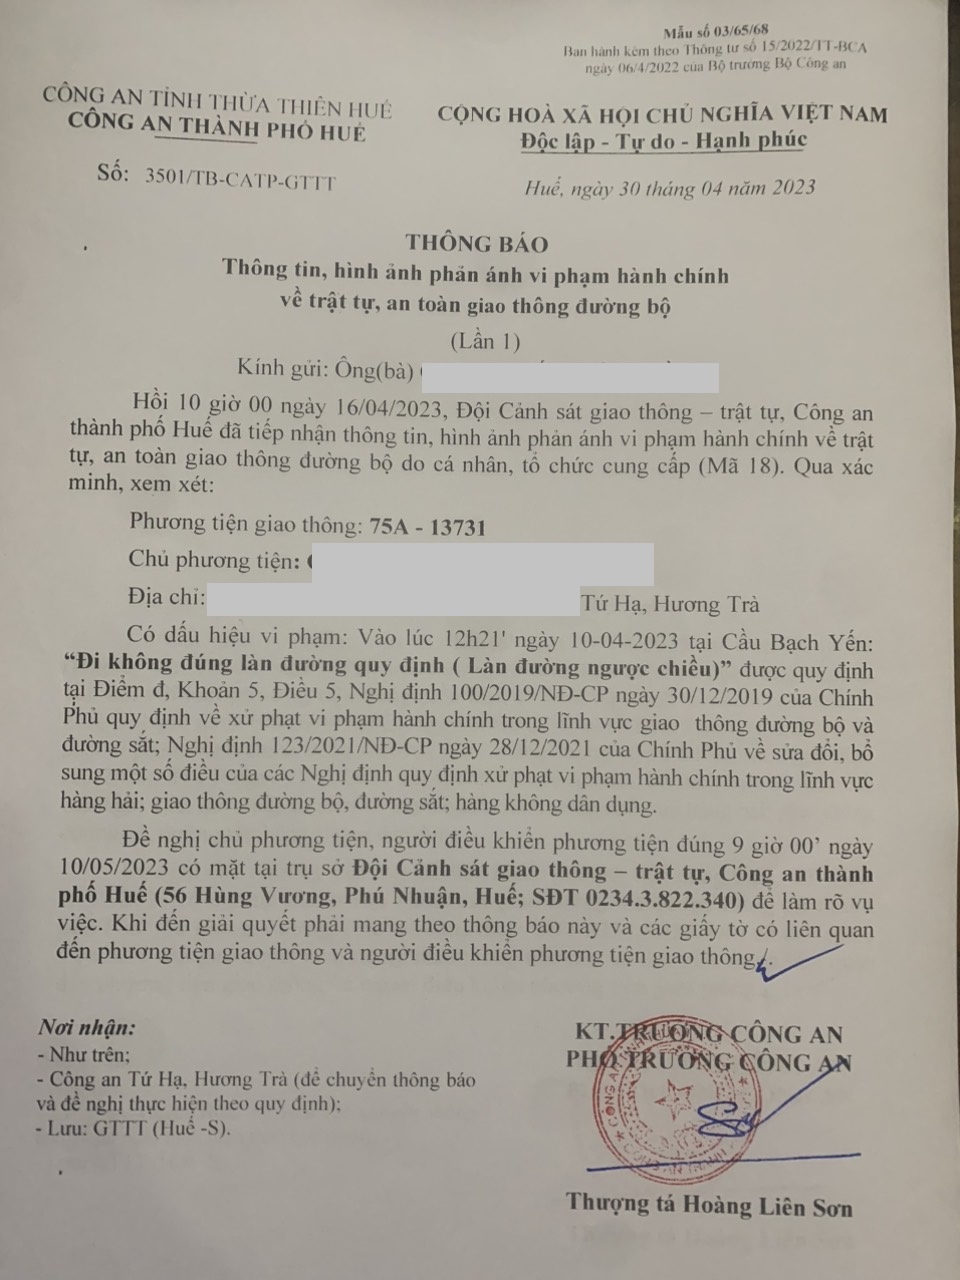 Mẫu số 03/65/68
Ban hành kèm theo Thông tư số 15/2022/TT-BCA
ngày 06/4/2022 của Bộ trưởng Bộ Công an
CÔNG AN TỈNH THỪA THIÊN HUẾ
CÔNG AN THÀNH PHỐ HUẾ
CỘNG HOÀ XÃ HỘI CHỦ NGHĨA VIỆT NAM
Độc lập - Tự do - Hạnh phúc
Số: 3501/TB-CATP-GTTT
Huế, ngày 30 tháng 04 năm 2023
THÔNG BÁO
Thông tin, hình ảnh phản ánh vi phạm hành chính
về trật tự, an toàn giao thông đường bộ
(Lần 1)
Kính gửi: Ông(bà)
Hồi 10 giờ 00 ngày 16/04/2023, Đội Cảnh sát giao thông – trật tự, Công an
thành phố Huế đã tiếp nhận thông tin, hình ảnh phản ánh vi phạm hành chính về trật
tự, an toàn giao thông đường bộ do cá nhân, tổ chức cung cấp (Mã 18). Qua xác
minh, xem xét:
Phương tiện giao thông: 75A - 13731
Chủ phương tiện:
Địa chỉ: Tứ Hạ, Hương Trà
Có dấu hiệu vi phạm: Vào lúc 12h21' ngày 10-04-2023 tại Cầu Bạch Yến:
“Đi không đúng làn đường quy định ( Làn đường ngược chiều)” được quy định
tại Điểm đ, Khoản 5, Điều 5, Nghị định 100/2019/NĐ-CP ngày 30/12/2019 của Chính
Phủ quy định về xử phạt vi phạm hành chính trong lĩnh vực giao thông đường bộ và
đường sắt; Nghị định 123/2021/NĐ-CP ngày 28/12/2021 của Chính Phủ về sửa đổi, bổ
sung một số điều của các Nghị định quy định xử phạt vi phạm hành chính trong lĩnh vực
hàng hải; giao thông đường bộ, đường sắt; hàng không dân dụng.
Đề nghị chủ phương tiện, người điều khiển phương tiện đúng 9 giờ 00’ ngày
10/05/2023 có mặt tại trụ sở Đội Cảnh sát giao thông – trật tự, Công an thành
phố Huế (56 Hùng Vương, Phú Nhuận, Huế; SĐT 0234.3.822.340) để làm rõ vụ
việc. Khi đến giải quyết phải mang theo thông báo này và các giấy tờ có liên quan
đến phương tiện giao thông và người điều khiển phương tiện giao thông./.
Nơi nhận:
- Như trên;
- Công an Tứ Hạ, Hương Trà (để chuyển thông báo
và đề nghị thực hiện theo quy định);
- Lưu: GTTT (Huế -S).
KT.TRƯỞNG CÔNG AN
PHÓ TRƯỞNG CÔNG AN
Thượng tá Hoàng Liên Sơn